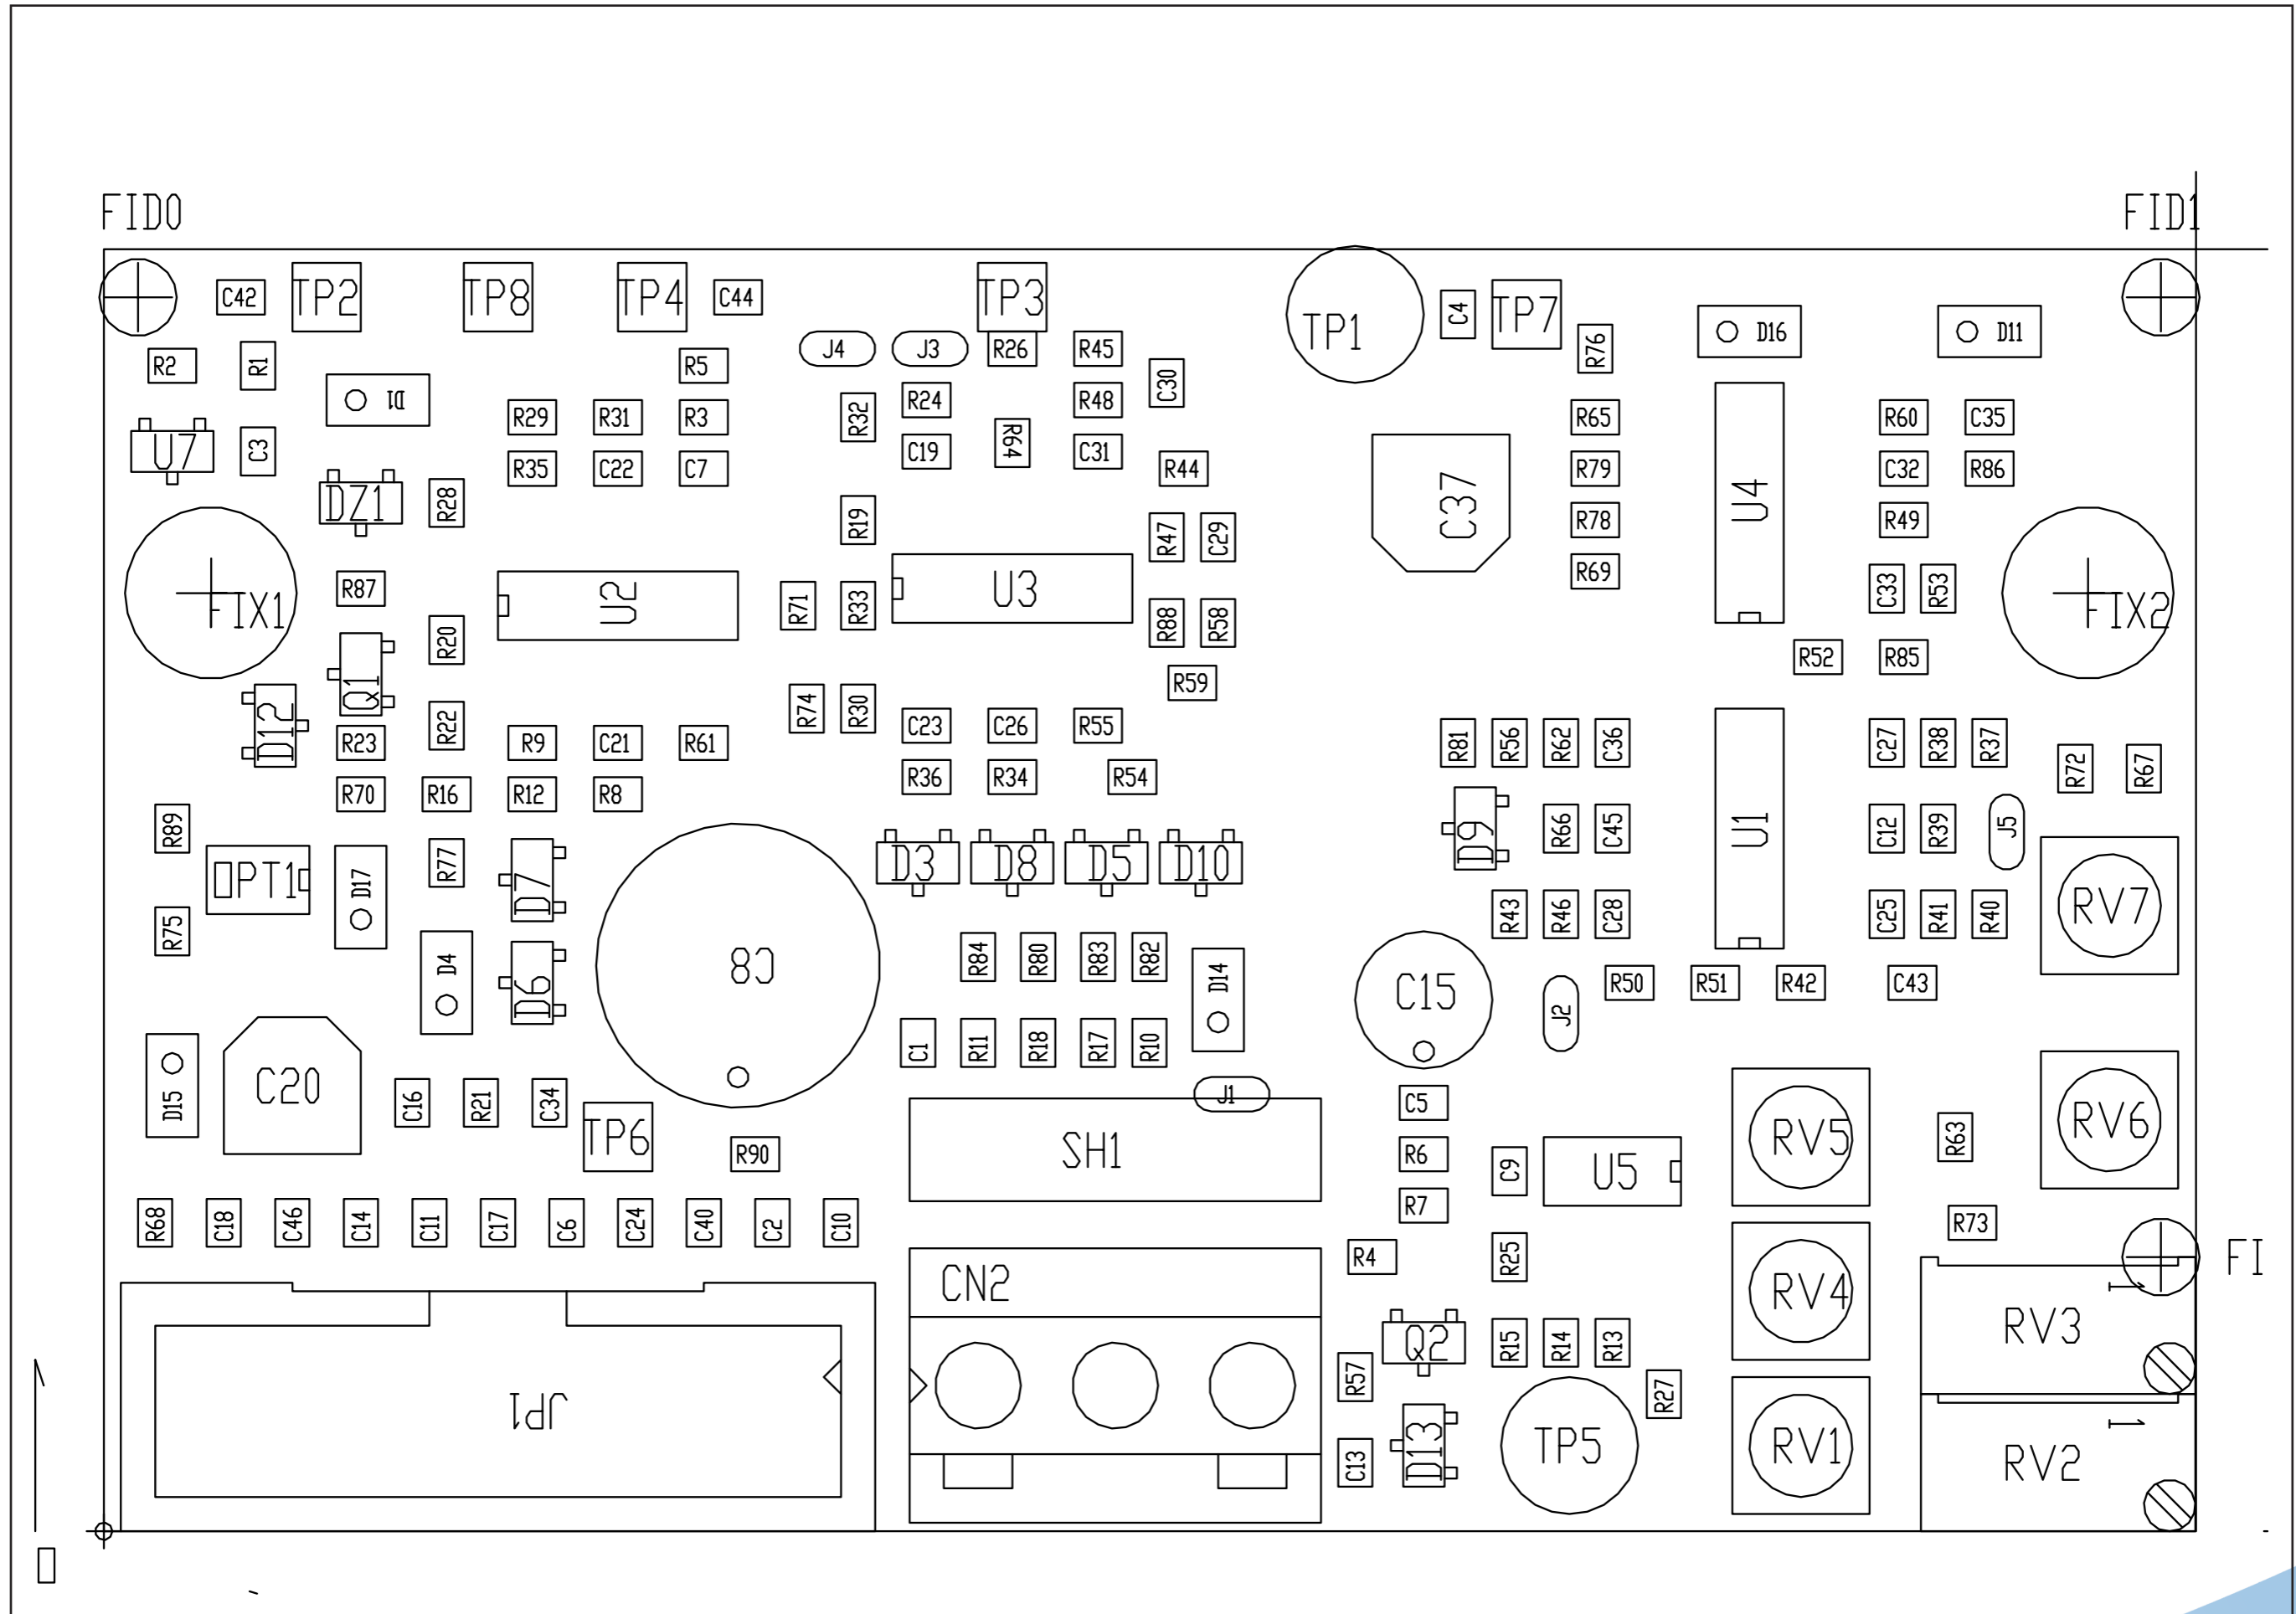 FID0 FID1
C42 TP2 TP8 TP4 C44 TP3 TP1 C4 TP7 D16 D11
R2 R1 R5 J4 J3 R26 R45 R76
D1 R29 R31 R3 R32 R24 R48 C30 R65 R60 C35
U7 C3 R35 C22 C7 C19 R64 C31 R44 C37 R79 U4 C32 R86
DZ1 R28 R19 R47 C29 R78 R49
FIX1 R87 U2 R71 R33 U3 R69 C33 R53 FIX2
R20 R88 R58 R52 R85
Q1 R59
D12 R23 R22 R9 C21 R61 R74 R30 C23 C26 R55 R81 R56 R62 C36 C27 R38 R37 R72 R67
R70 R16 R12 R8 R36 R34 R54
R89 D9 R66 C45 U1 C12 R39 J5
OPT1 D17 R77 D7 D3 D8 D5 D10 RV7
R75 R43 R46 C28 C25 R41 R40
D4 D6 C8 R84 R80 R83 R82 D14 C15 R50 R51 R42 C43
J2
D15 C20 C1 R11 R18 R17 R10
C16 R21 C34 J1 C5
TP6 R90 SH1 R6 C9 U5 RV5 R63 RV6
R68 C18 C46 C14 C11 C17 C6 C24 C40 C2 C10 R7 R73
CN2 R4 R25 RV4 1 FI
Q2 R15 R14 R13 RV3
JP1 R57 R27 1
C13 D13 TP5 RV1 RV2